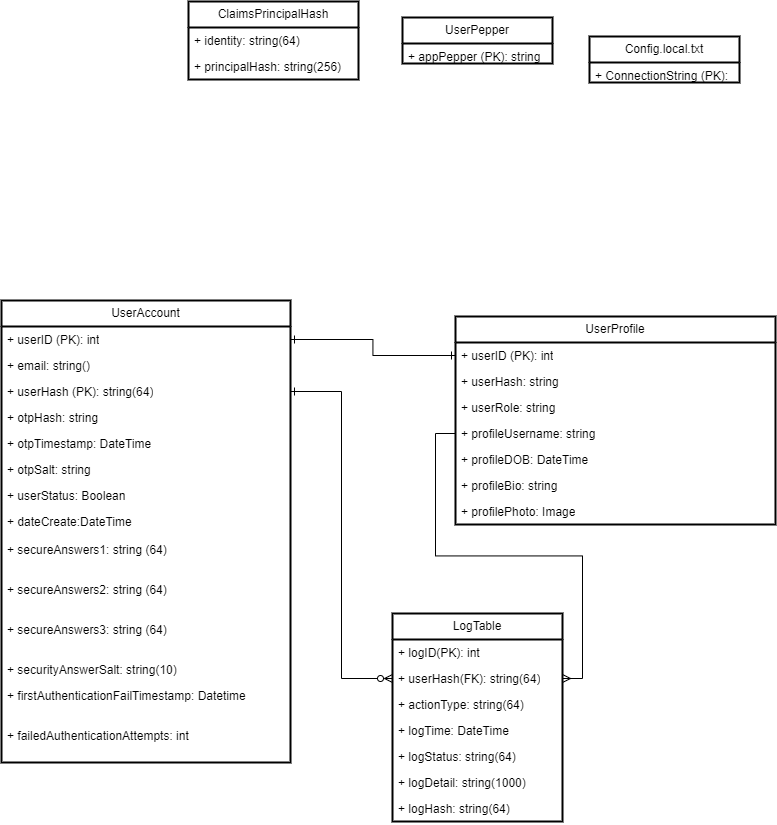 ClaimsPrincipalHash
+ identity: string(64)
+ principalHash: string(256)
UserPepper
+ appPepper (PK): string
Config.local.txt
+ ConnectionString (PK):
UserAccount
+ userID (PK): int
+ email: string()
+ userHash (PK): string(64)
+ otpHash: string
+ otpTimestamp: DateTime
+ otpSalt: string
+ userStatus: Boolean
+ dateCreate:DateTime
+ secureAnswers1: string (64)
+ secureAnswers2: string (64)
+ secureAnswers3: string (64)
+ securityAnswerSalt: string(10)
+ firstAuthenticationFailTimestamp: Datetime
+ failedAuthenticationAttempts: int
UserProfile
+ userID (PK): int
+ userHash: string
+ userRole: string
+ profileUsername: string
+ profileDOB: DateTime
+ profileBio: string
+ profilePhoto: Image
LogTable
+ logID(PK): int
+ userHash(FK): string(64)
+ actionType: string(64)
+ logTime: DateTime
+ logStatus: string(64)
+ logDetail: string(1000)
+ logHash: string(64)